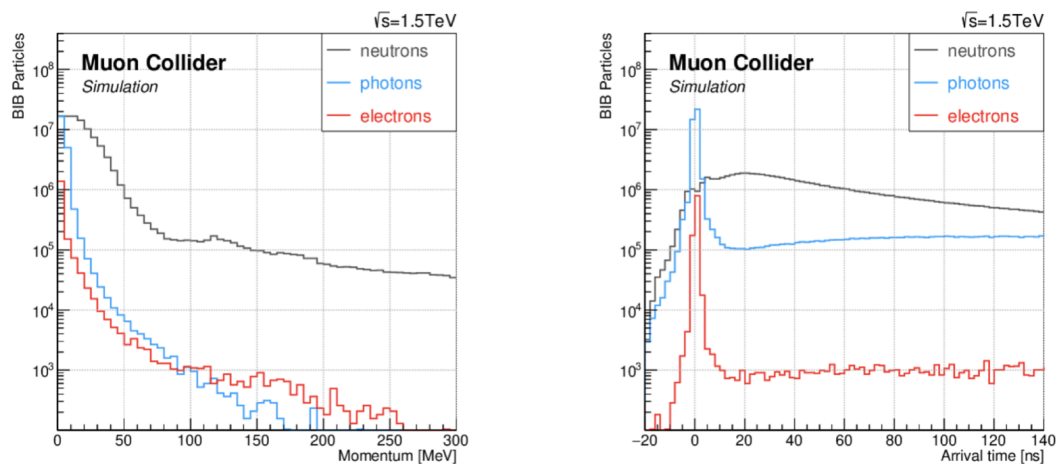 √s=1.5TeV
BIB Particles
Muon Collider
Simulation
neutrons
photons
electrons
10⁸
10⁷
10⁶
10⁵
10⁴
10³
0 50 100 150 200 250 300
Momentum [MeV]
√s=1.5TeV
BIB Particles
Muon Collider
Simulation
neutrons
photons
electrons
10⁸
10⁷
10⁶
10⁵
10⁴
10³
−20 0 20 40 60 80 100 120 140
Arrival time [ns]